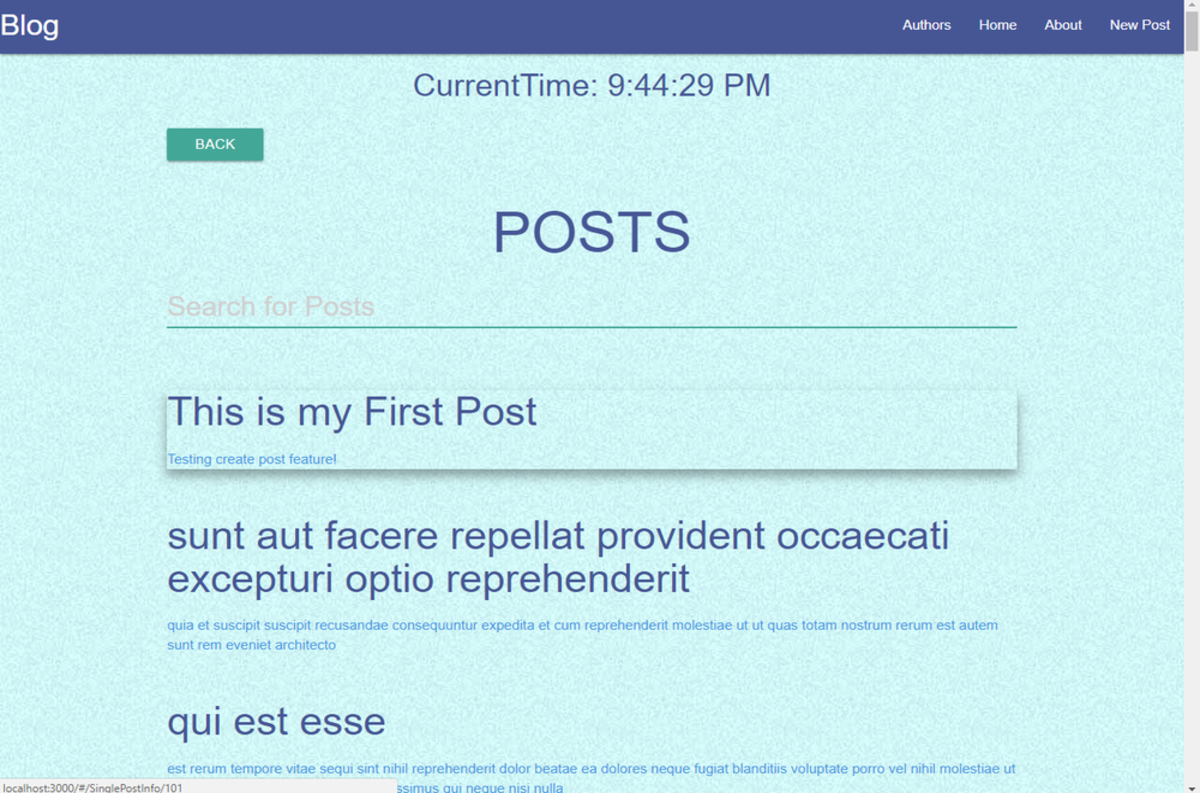 Blog
Authors Home About New Post
CurrentTime: 9:44:29 PM
BACK
POSTS
Search for Posts
This is my First Post
Testing create post feature!
sunt aut facere repellat provident occaecati
excepturi optio reprehenderit
quia et suscipit suscipit recusandae consequuntur expedita et cum reprehenderit molestiae ut ut quas totam nostrum rerum est autem
sunt rem eveniet architecto
qui est esse
est rerum tempore vitae sequi sint nihil reprehenderit dolor beatae ea dolores neque fugiat blanditiis voluptate porro vel nihil molestiae ut
qui neque nisi nulla
localhost:3000/#/SinglePostInfo/101